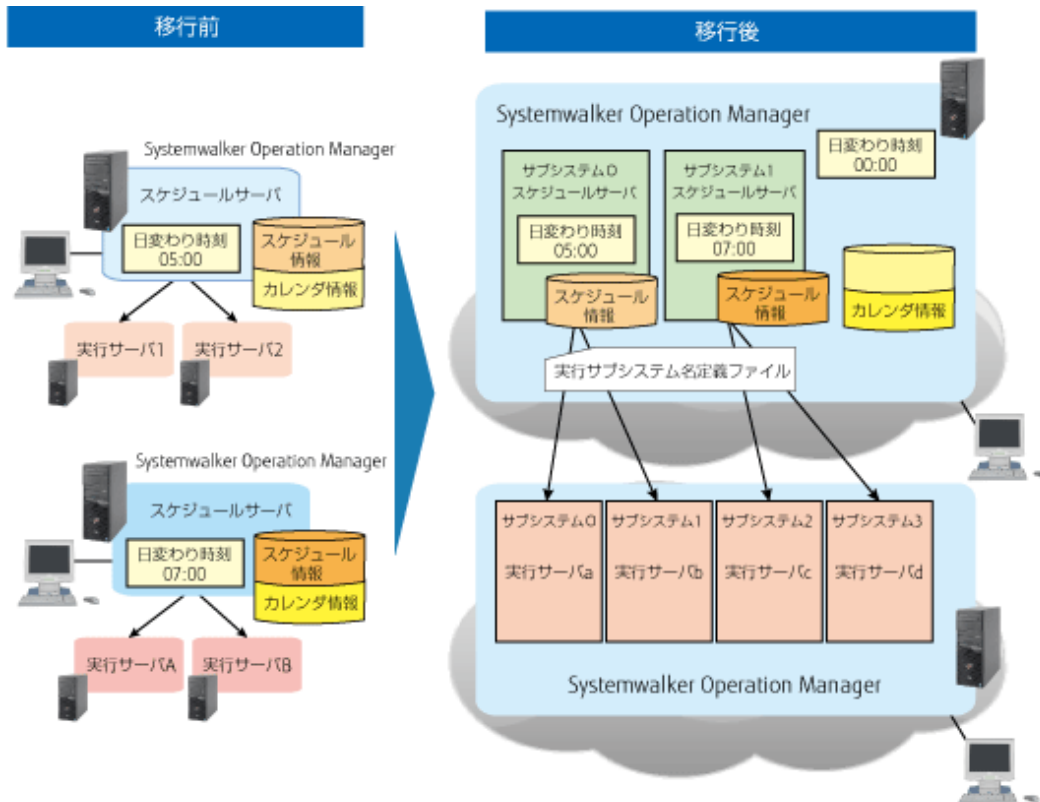 移行前
Systemwalker Operation Manager
スケジュールサーバ
日変わり時刻
05:00
スケジュール
情報
カレンダ情報
実行サーバ1
実行サーバ2
Systemwalker Operation Manager
スケジュールサーバ
日変わり時刻
07:00
スケジュール
情報
カレンダ情報
実行サーバA
実行サーバB
移行後
Systemwalker Operation Manager
日変わり時刻
00:00
サブシステム0
スケジュールサーバ
日変わり時刻
05:00
スケジュール
情報
サブシステム1
スケジュールサーバ
日変わり時刻
07:00
スケジュール
情報
カレンダ情報
実行サブシステム名定義ファイル
サブシステム0
実行サーバa
サブシステム1
実行サーバb
サブシステム2
実行サーバc
サブシステム3
実行サーバd
Systemwalker Operation Manager